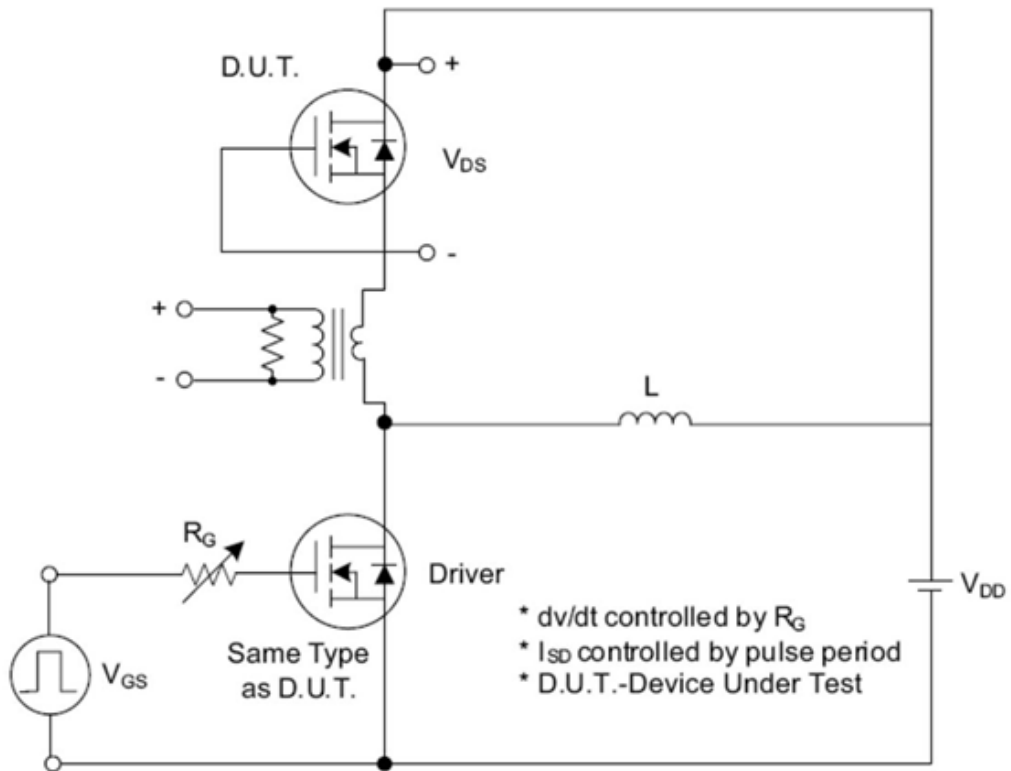 D.U.T.
+
VDS
-
+
-
L
RG
Driver
VDD
VGS
Same Type
as D.U.T.
* dv/dt controlled by RG
* ISD controlled by pulse period
* D.U.T.-Device Under Test